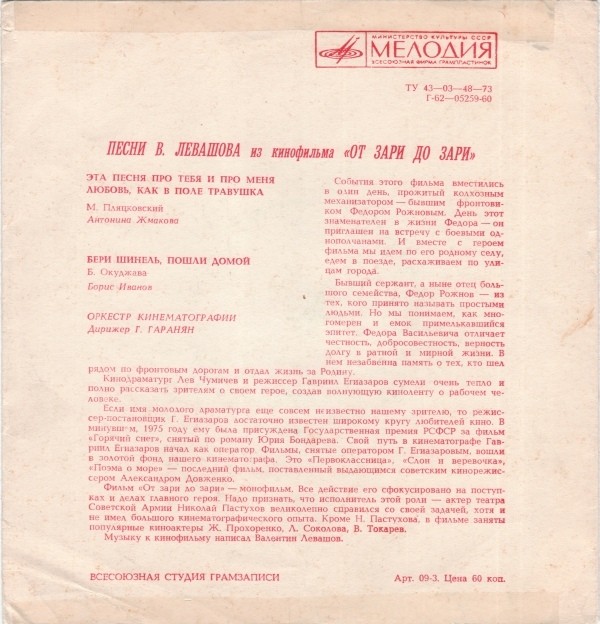 МИНИСТЕРСТВО КУЛЬТУРЫ СССР
МЕЛОДИЯ
ВСЕСОЮЗНАЯ ФИРМА ГРАМПЛАСТИНОК
ТУ 43—03—48—73
Г-62—05259-60
ПЕСНИ В. ЛЕВАШОВА из кинофильма «ОТ ЗАРИ ДО ЗАРИ»
ЭТА ПЕСНЯ ПРО ТЕБЯ И ПРО МЕНЯ
ЛЮБОВЬ, КАК В ПОЛЕ ТРАВУШКА
М. Пляцковский
Антонина Жмакова
БЕРИ ШИНЕЛЬ, ПОШЛИ ДОМОЙ
Б. Окуджава
Борис Иванов
ОРКЕСТР КИНЕМАТОГРАФИИ
Дирижер Г. ГАРАНЯН
События этого фильма вместились
в один день, прожитый колхозным
механизатором — бывшим фронтови-
ком Федором Рожновым. День этот
знаменателен в жизни Федора — он
приглашен на встречу с боевыми од-
нополчанами. И вместе с героем
фильма мы идем по его родному селу,
едем в поезде, расхаживаем по ули-
цам города.
Бывший сержант, а ныне отец боль-
шого семейства, Федор Рожнов — из
тех, кого принято называть простыми
людьми. Но мы понимаем, как мно-
гомерен и емок примелькавшийся
эпитет. Федора Васильевича отличает
честность, добросовестность, верность
долгу в ратной и мирной жизни. В
нем незабвенна память о тех, кто шел
рядом по фронтовым дорогам и отдал жизнь за Родину.
Кинодраматург Лев Чумичев и режиссер Гавриил Егиазаров сумели очень тепло и
полно рассказать зрителям о своем герое, создав волнующую киноленту о рабочем че-
ловеке.
Если имя молодого драматурга еще совсем неизвестно нашему зрителю, то режис-
сер-постановщик Г. Егиазаров достаточно известен широкому кругу любителей кино. В
минувшем, 1975 году ему была присуждена Государственная премия РСФСР за фильм
«Горячий снег», снятый по роману Юрия Бондарева. Свой путь в кинематографе Гав-
риил Егиазаров начал как оператор. Фильмы, снятые оператором Г. Егиазаровым, вошли
в золотой фонд нашего кинематографа. Это «Первоклассница», «Слон и веревочка»,
«Поэма о море» — последний фильм, поставленный выдающимся советским кинорежис-
сером Александром Довженко.
Фильм «От зари до зари» — монофильм. Все действие его сфокусировано на поступ-
ках и делах главного героя. Надо признать, что исполнитель этой роли — актер театра
Советской Армии Николай Пастухов великолепно справился со своей задачей, хотя и
не имел большого кинематографического опыта. Кроме Н. Пастухова, в фильме заняты
популярные киноактеры Ж. Прохоренко, Л. Соколова, В. Токарев.
Музыку к кинофильму написал Валентин Левашов.
ВСЕСОЮЗНАЯ СТУДИЯ ГРАМЗАПИСИ
Арт. 09-3. Цена 60 коп.